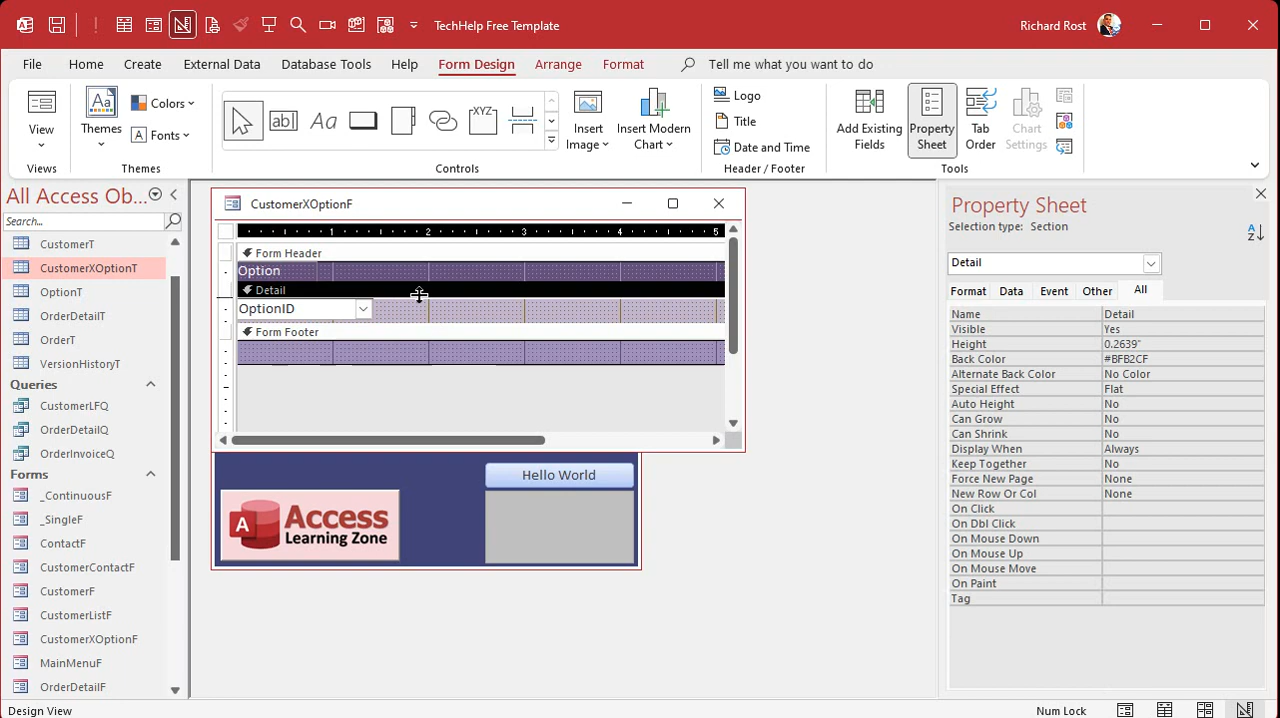 TechHelp Free Template
Richard Rost
File Home Create External Data Database Tools Help Form Design Arrange Format Tell me what you want to do
View
Views
Themes
Colors
Fonts
Themes
ab|
Aa
XYZ
Controls
Insert Image
Insert Modern Chart
Logo
Title
Date and Time
Header / Footer
Add Existing Fields
Property Sheet
Tab Order
Chart Settings
Tools
All Access Ob...
Search...
CustomerT
CustomerXOptionT
OptionT
OrderDetailT
OrderT
VersionHistoryT
Queries
CustomerLFQ
OrderDetailQ
OrderInvoiceQ
Forms
_ContinuousF
_SingleF
ContactF
CustomerContactF
CustomerF
CustomerListF
CustomerXOptionF
MainMenuF
OrderDetailF
CustomerXOptionF
1 2 3 4 5
Form Header
Option
Detail
OptionID
Form Footer
Hello World
A
Access
Learning Zone
Property Sheet
Selection type: Section
Detail
Format Data Event Other All
Name Detail
Visible Yes
Height 0.2639"
Back Color #BFB2CF
Alternate Back Color No Color
Special Effect Flat
Auto Height No
Can Grow No
Can Shrink No
Display When Always
Keep Together No
Force New Page None
New Row Or Col None
On Click
On Dbl Click
On Mouse Down
On Mouse Up
On Mouse Move
On Paint
Tag
Design View
Num Lock